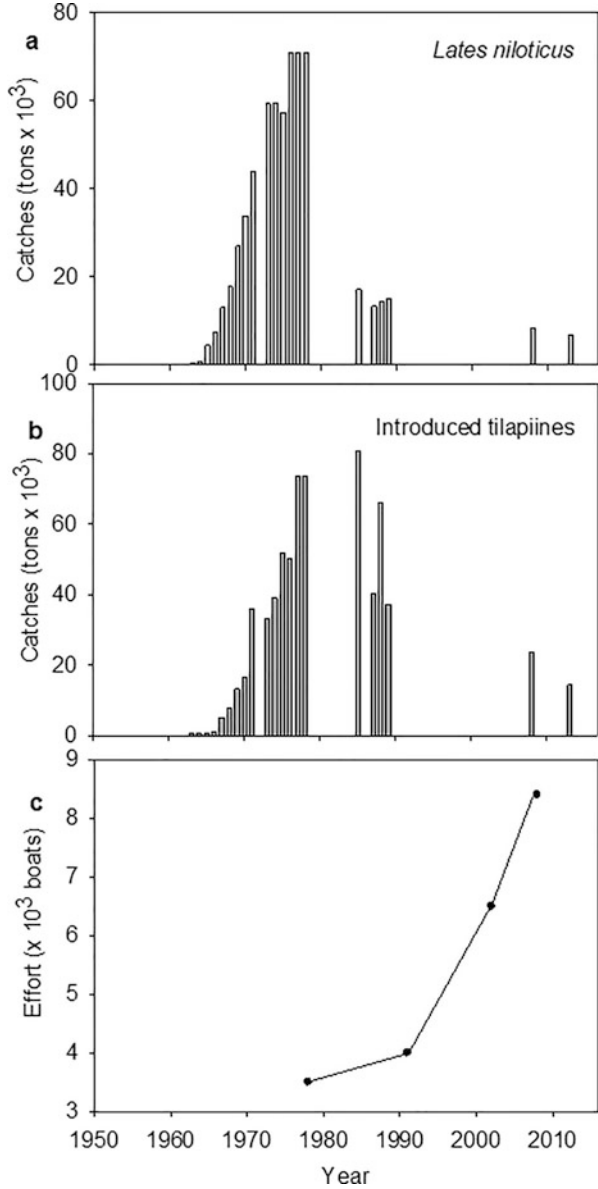 a
Lates niloticus
Catches (tons x 10³)
80
60
40
20
0
b
Introduced tilapiines
Catches (tons x 10³)
100
80
60
40
20
0
c
Effort (x 10³ boats)
9
8
7
6
5
4
3
1950 1960 1970 1980 1990 2000 2010
Year